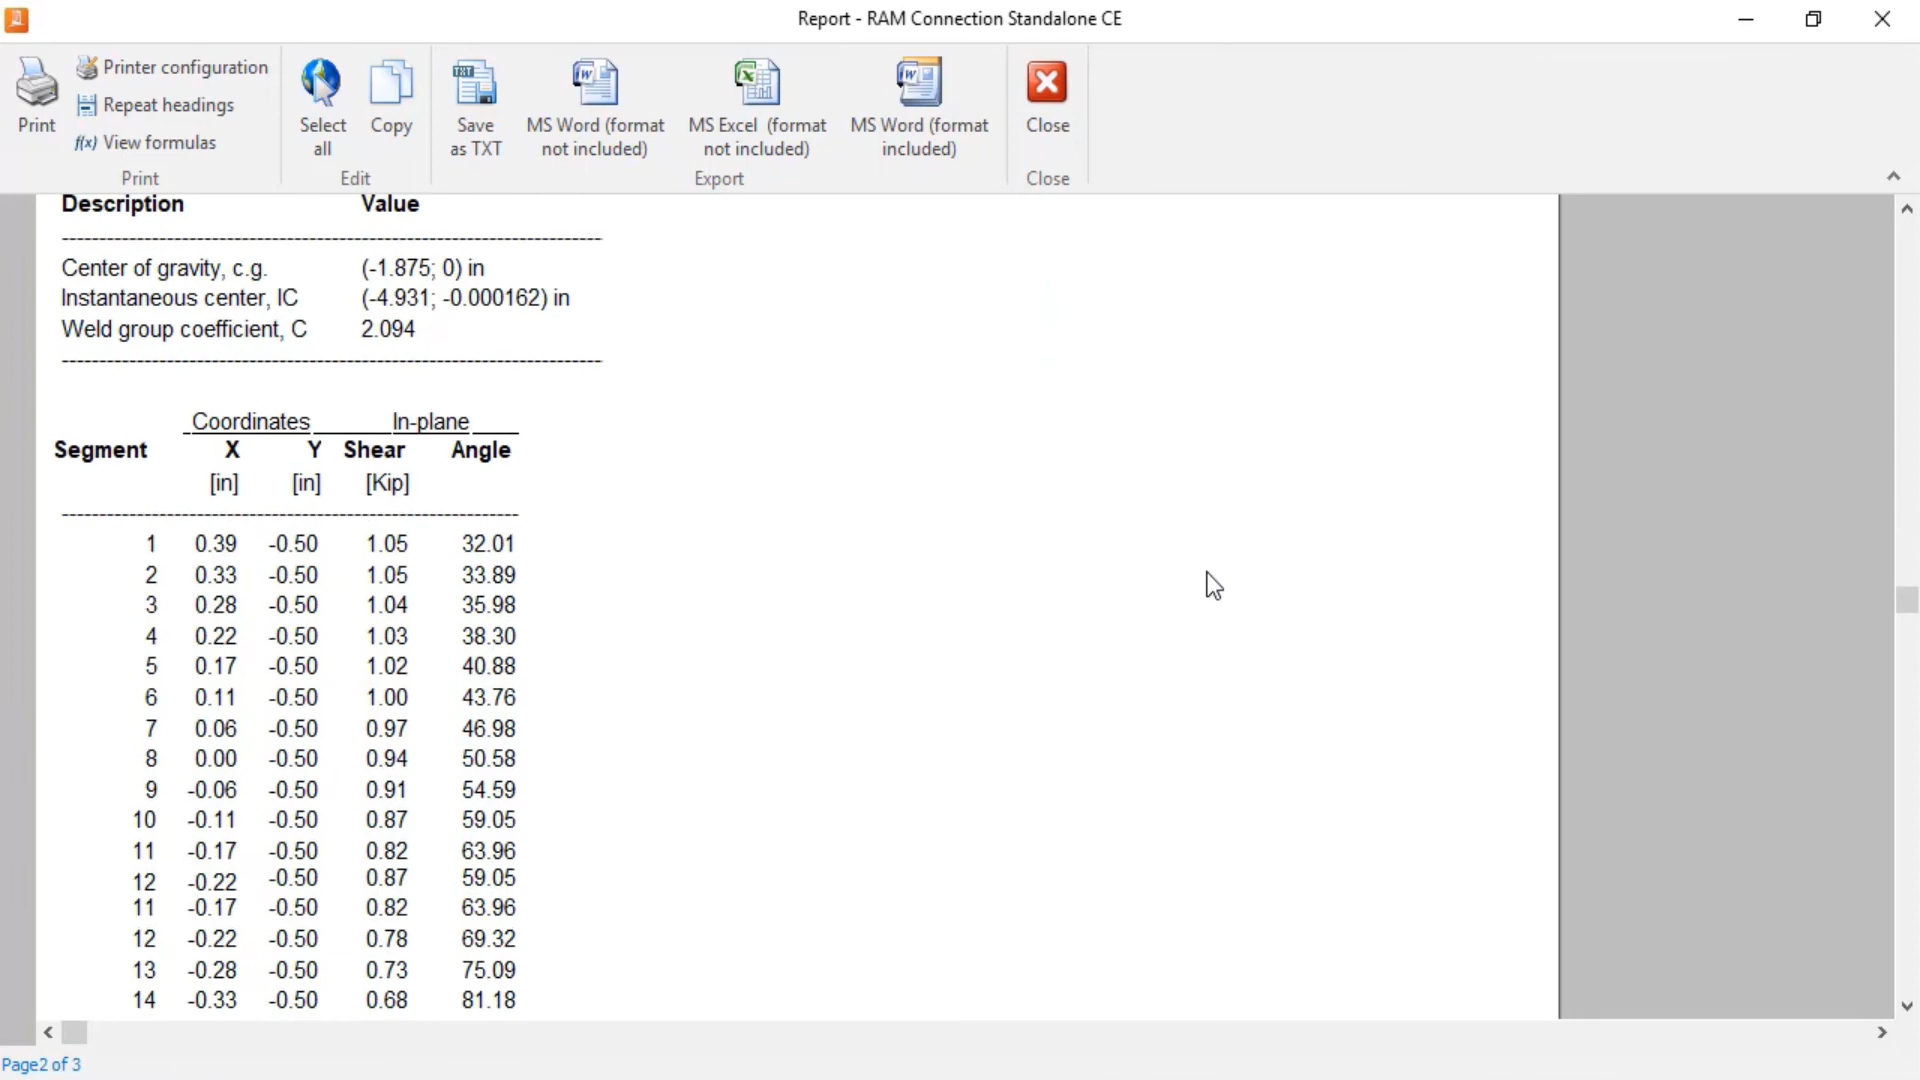 Report - RAM Connection Standalone CE
Print
Printer configuration
Repeat headings
f(x) View formulas
Print
Select all
Copy
Edit
TXT
Save as TXT
MS Word (format not included)
MS Excel (format not included)
MS Word (format included)
Export
Close
Close
Description Value
Center of gravity, c.g. (-1.875; 0) in
Instantaneous center, IC (-4.931; -0.000162) in
Weld group coefficient, C 2.094
Coordinates In-plane
Segment X Y Shear Angle
[in] [in] [Kip]
1 0.39 -0.50 1.05 32.01
2 0.33 -0.50 1.05 33.89
3 0.28 -0.50 1.04 35.98
4 0.22 -0.50 1.03 38.30
5 0.17 -0.50 1.02 40.88
6 0.11 -0.50 1.00 43.76
7 0.06 -0.50 0.97 46.98
8 0.00 -0.50 0.94 50.58
9 -0.06 -0.50 0.91 54.59
10 -0.11 -0.50 0.87 59.05
11 -0.17 -0.50 0.82 63.96
12 -0.22 -0.50 0.87 59.05
11 -0.17 -0.50 0.82 63.96
12 -0.22 -0.50 0.78 69.32
13 -0.28 -0.50 0.73 75.09
14 -0.33 -0.50 0.68 81.18
Page2 of 3